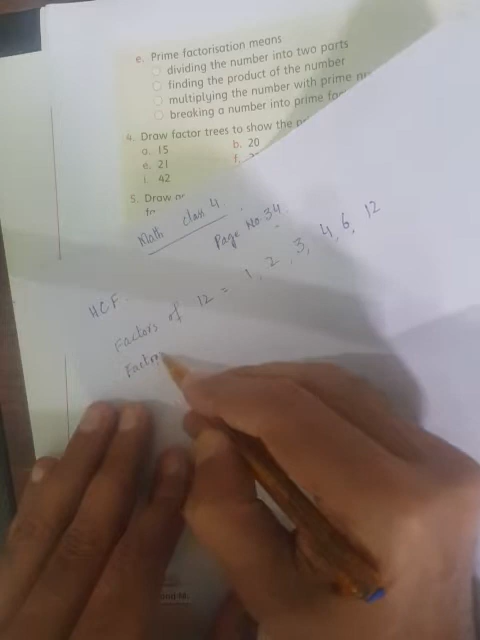 e. Prime factorisation means
dividing the number into two parts
finding the product of the number
multiplying the number with prime
breaking a number into prime
4. Draw factor trees to show the
a. 15 b. 20
e. 21 f.
i. 42
5. Draw
Math Class 4.
Page No 34.
HCF.
Factors of 12 = 1, 2, 3, 4, 6, 12
Factor